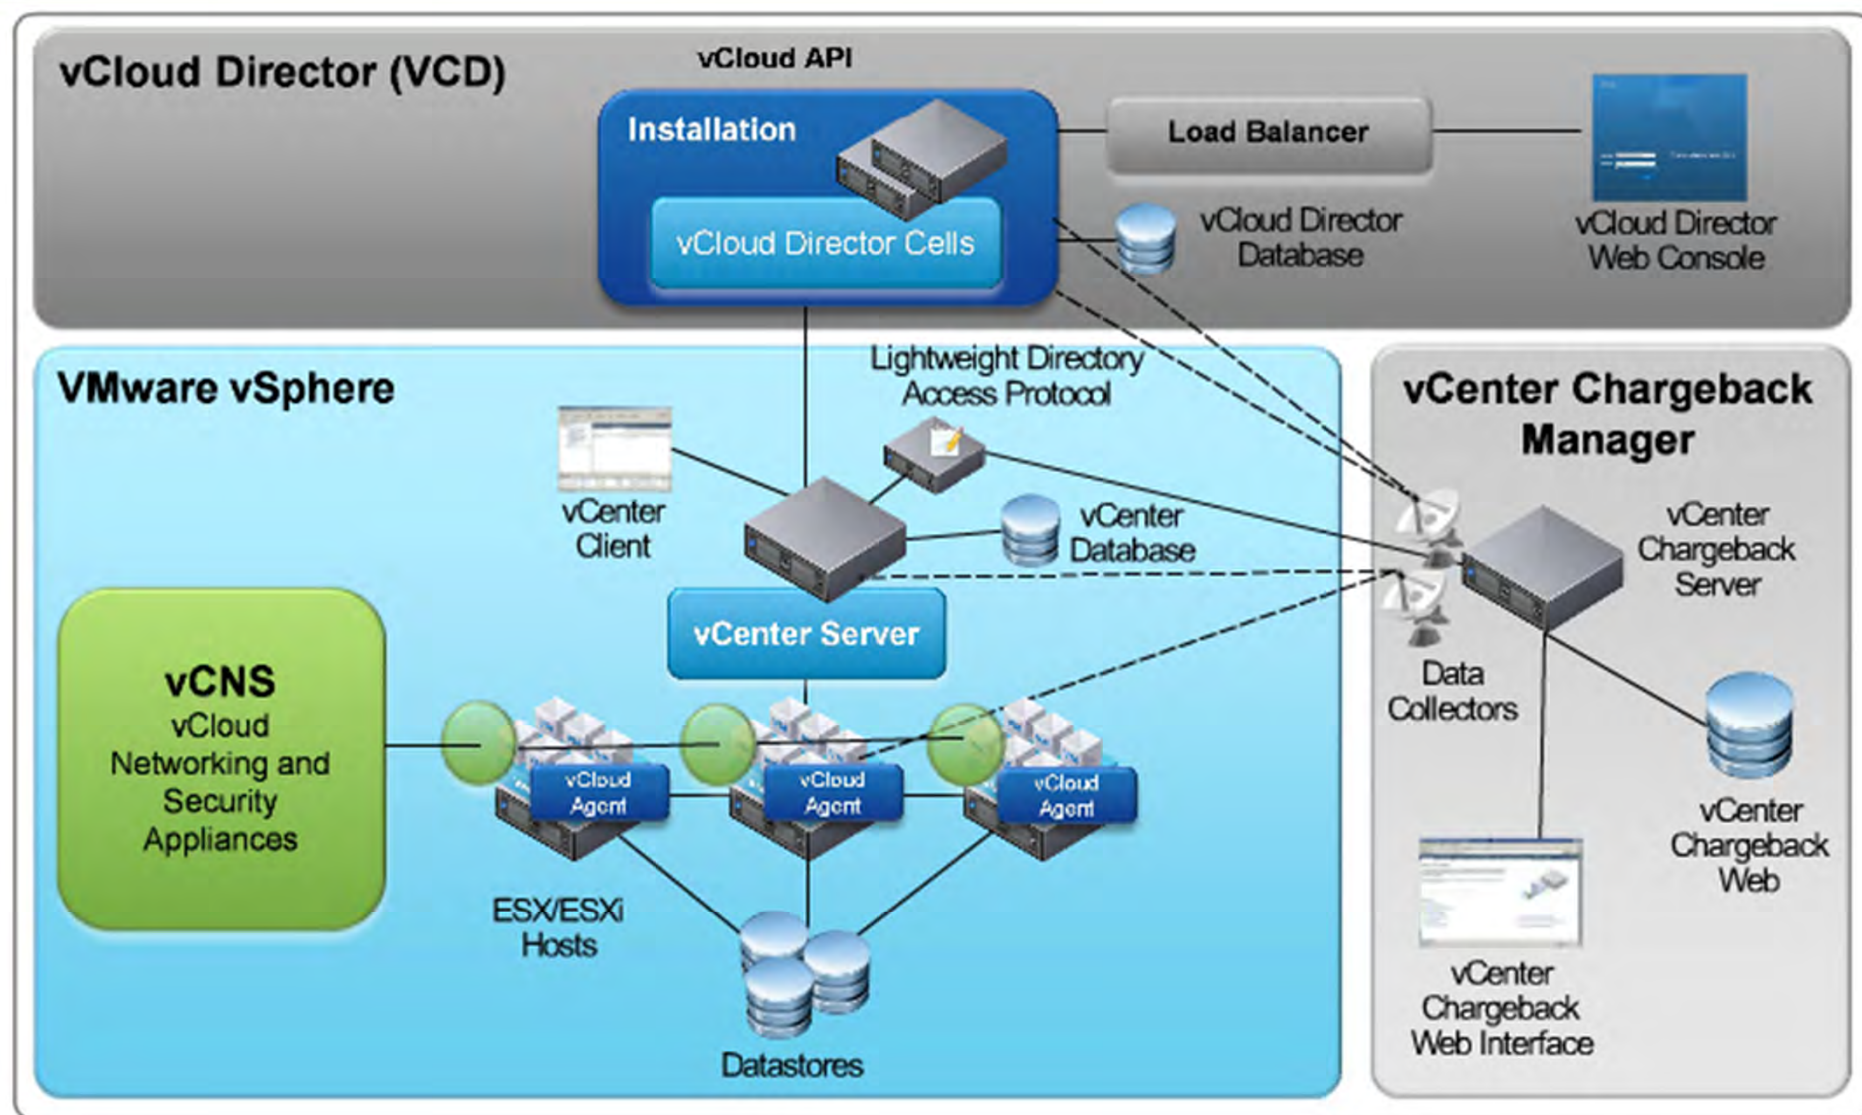 vCloud Director (VCD)
vCloud API
Installation
vCloud Director Cells
Load Balancer
vCloud Director
Database
vCloud Director
Web Console
VMware vSphere
Lightweight Directory
Access Protocol
vCenter
Client
vCenter
Database
vCenter Server
vCNS
vCloud
Networking and
Security
Appliances
vCloud
Agent
vCloud
Agent
vCloud
Agent
ESX/ESXi
Hosts
Datastores
vCenter Chargeback
Manager
vCenter
Chargeback
Server
Data
Collectors
vCenter
Chargeback
Web
vCenter
Chargeback
Web Interface